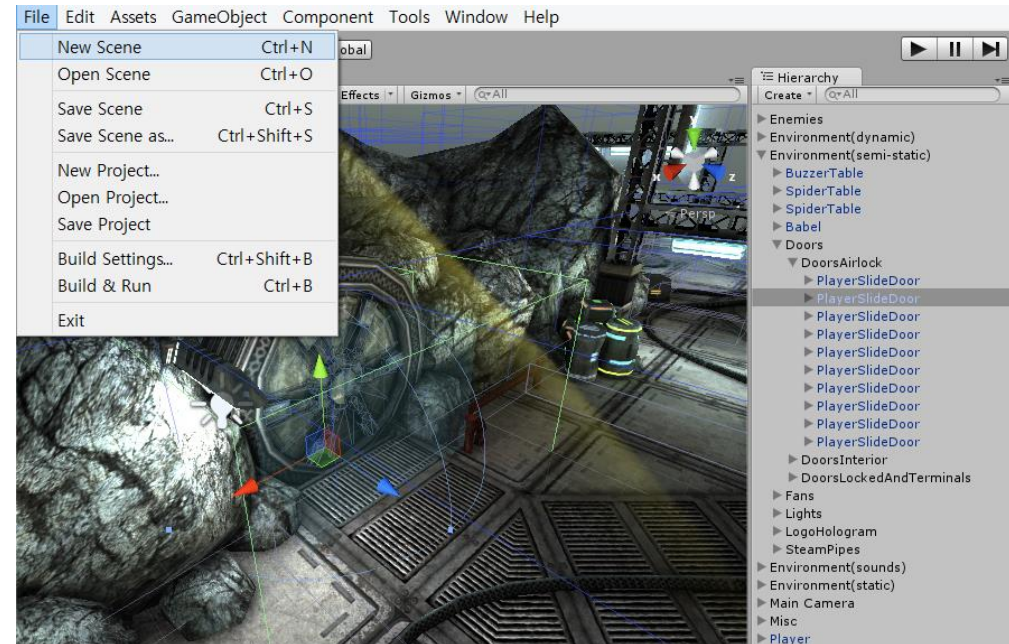 File Edit Assets GameObject Component Tools Window Help
New Scene Ctrl+N
Open Scene Ctrl+O
Save Scene Ctrl+S
Save Scene as... Ctrl+Shift+S
New Project...
Open Project...
Save Project
Build Settings... Ctrl+Shift+B
Build & Run Ctrl+B
Exit
obal
Effects Gizmos All
y
x z
Persp
Hierarchy
Create All
Enemies
Environment(dynamic)
Environment(semi-static)
BuzzerTable
SpiderTable
SpiderTable
Babel
Doors
DoorsAirlock
PlayerSlideDoor
PlayerSlideDoor
PlayerSlideDoor
PlayerSlideDoor
PlayerSlideDoor
PlayerSlideDoor
PlayerSlideDoor
PlayerSlideDoor
PlayerSlideDoor
PlayerSlideDoor
DoorsInterior
DoorsLockedAndTerminals
Fans
Lights
LogoHologram
SteamPipes
Environment(sounds)
Environment(static)
Main Camera
Misc
Player